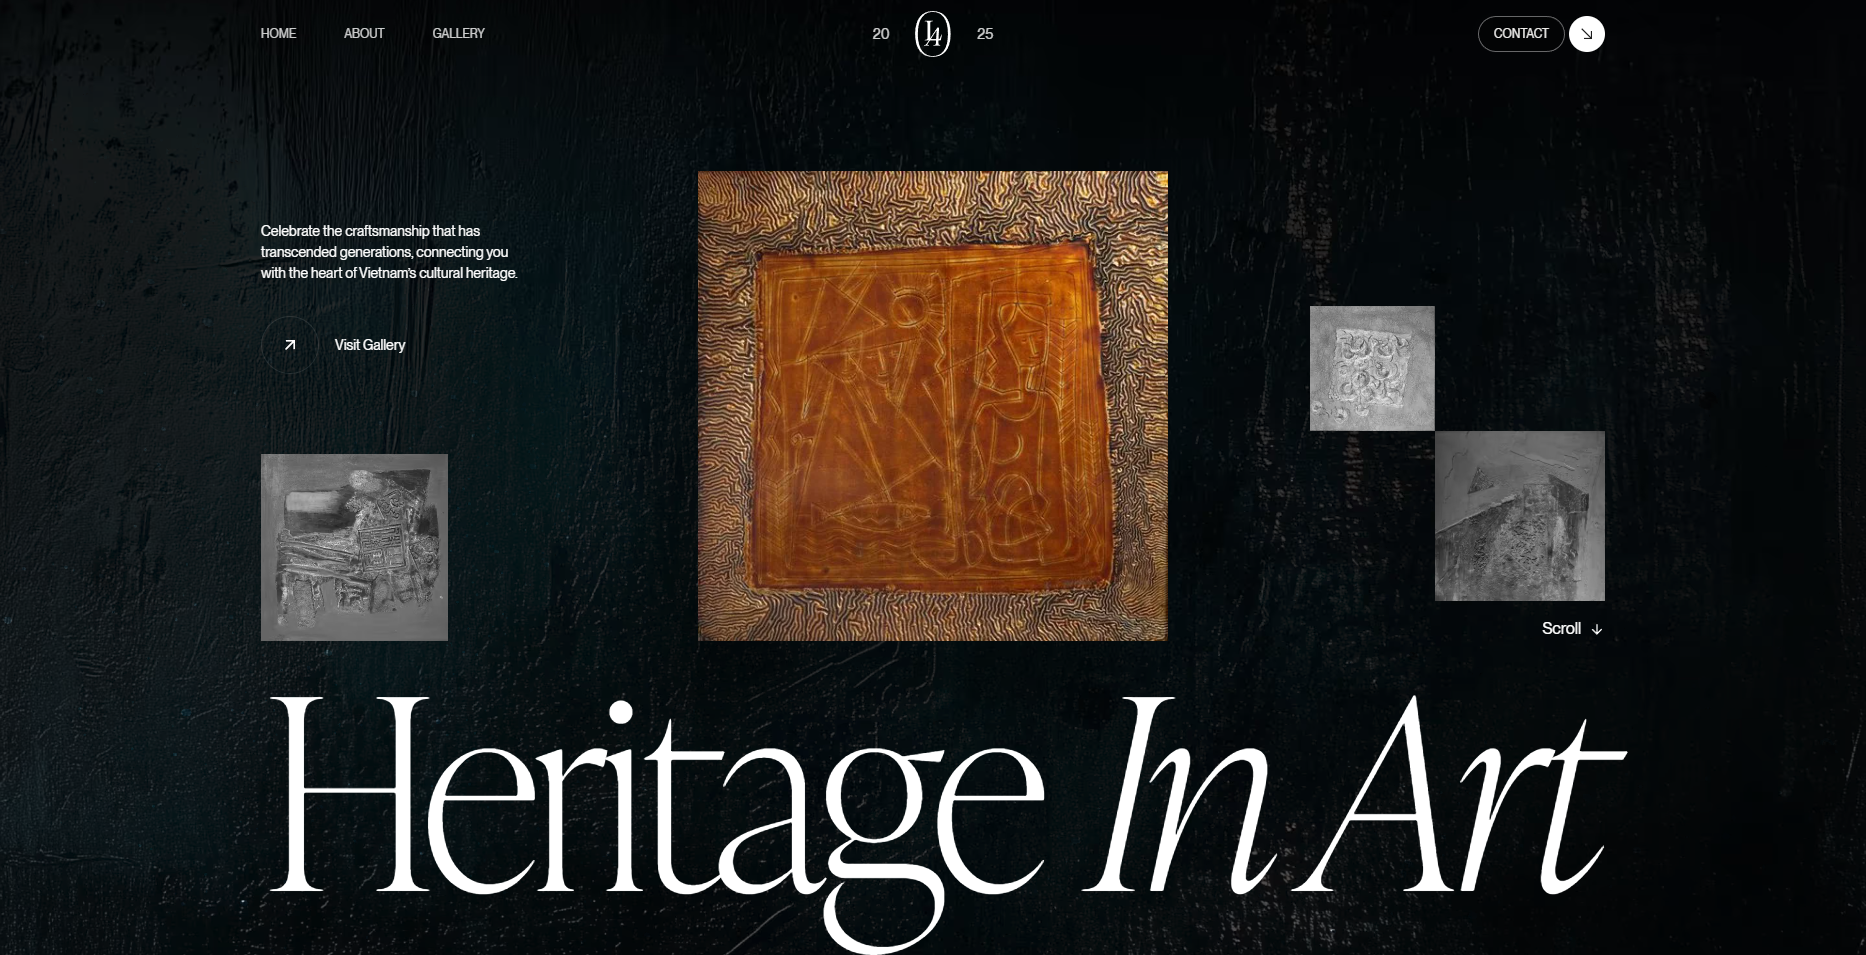 HOME
ABOUT
GALLERY
20
L4
25
CONTACT
Celebrate the craftsmanship that has
transcended generations, connecting you
with the heart of Vietnam's cultural heritage.
Visit Gallery
Scroll
Heritage In Art